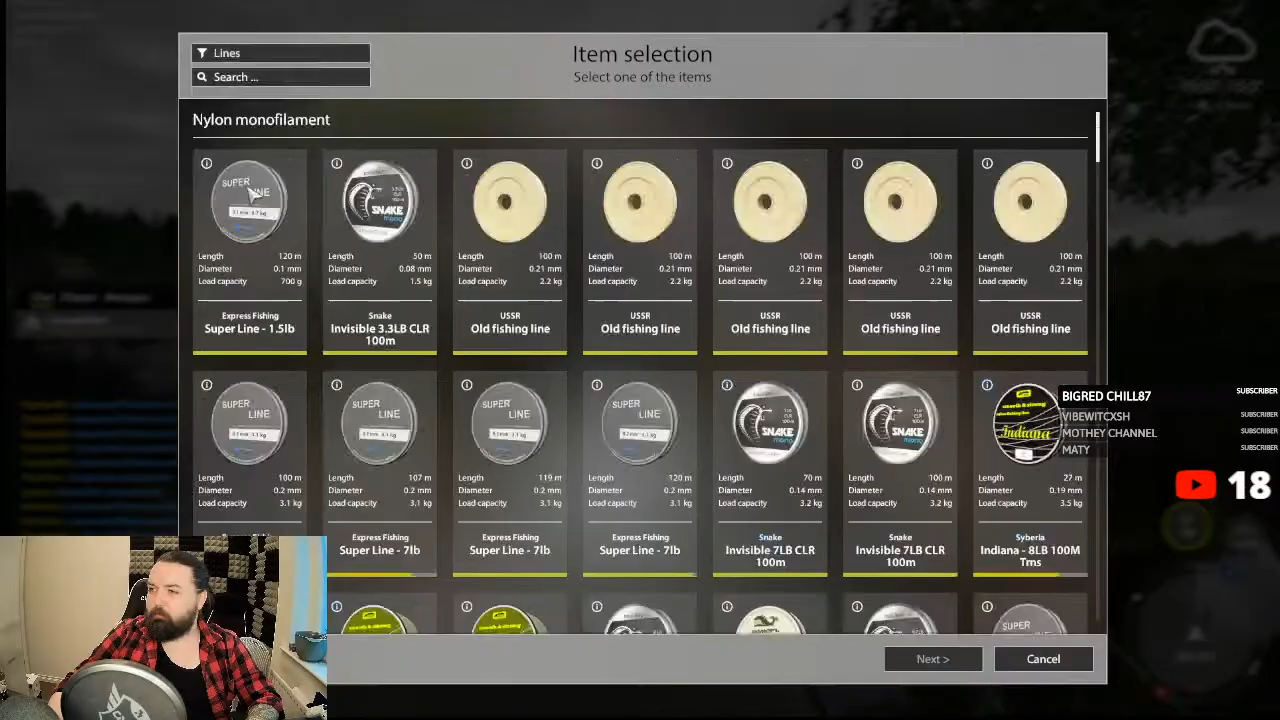 Lines
Search ...
Item selection
Select one of the items
Nylon monofilament
SUPER
SNAKE
mono
Length 120 m
Diameter 0.1 mm
Load capacity 700 g
Express Fishing
Super Line - 1.5lb
Length 50 m
Diameter 0.08 mm
Load capacity 1.5 kg
Snake
Invisible 3.3LB CLR
100m
Length 100 m
Diameter 0.21 mm
Load capacity 2.2 kg
USSR
Old fishing line
Length 100 m
Diameter 0.21 mm
Load capacity 2.2 kg
USSR
Old fishing line
Length 100 m
Diameter 0.21 mm
Load capacity 2.2 kg
USSR
Old fishing line
Length 100 m
Diameter 0.21 mm
Load capacity 2.2 kg
USSR
Old fishing line
Length 100 m
Diameter 0.21 mm
Load capacity 2.2 kg
USSR
Old fishing line
SUPER
LINE
Length 100 m
Diameter 0.2 mm
Load capacity 3.1 kg
SUPER
LINE
Length 107 m
Diameter 0.2 mm
Load capacity 3.1 kg
Express Fishing
Super Line - 7lb
SUPER
LINE
Length 119 m
Diameter 0.2 mm
Load capacity 3.1 kg
Express Fishing
Super Line - 7lb
SUPER
LINE
Length 120 m
Diameter 0.2 mm
Load capacity 3.1 kg
Express Fishing
Super Line - 7lb
SNAKE
mono
Length 70 m
Diameter 0.14 mm
Load capacity 3.2 kg
Snake
Invisible 7LB CLR
100m
SNAKE
mono
Length 100 m
Diameter 0.14 mm
Load capacity 3.2 kg
Snake
Invisible 7LB CLR
100m
Indiana
Length 27 m
Diameter 0.19 mm
Load capacity 3.5 kg
Syberia
Indiana - 8LB 100M
Trns
BIGRED CHILL87 SUBSCRIBER
VIBEWITCXSH SUBSCRIBER
MOTHEY CHANNEL SUBSCRIBER
MATY SUBSCRIBER
18
SUPER
Next >
Cancel